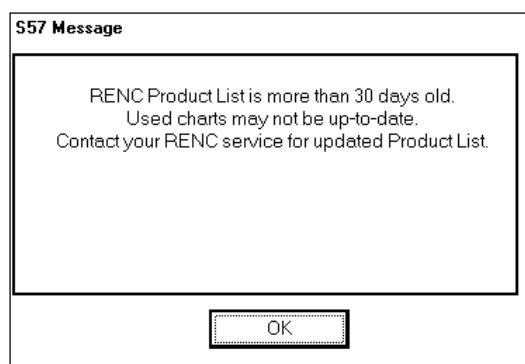 S57 Message
RENC Product List is more than 30 days old.
Used charts may not be up-to-date.
Contact your RENC service for updated Product List.
OK